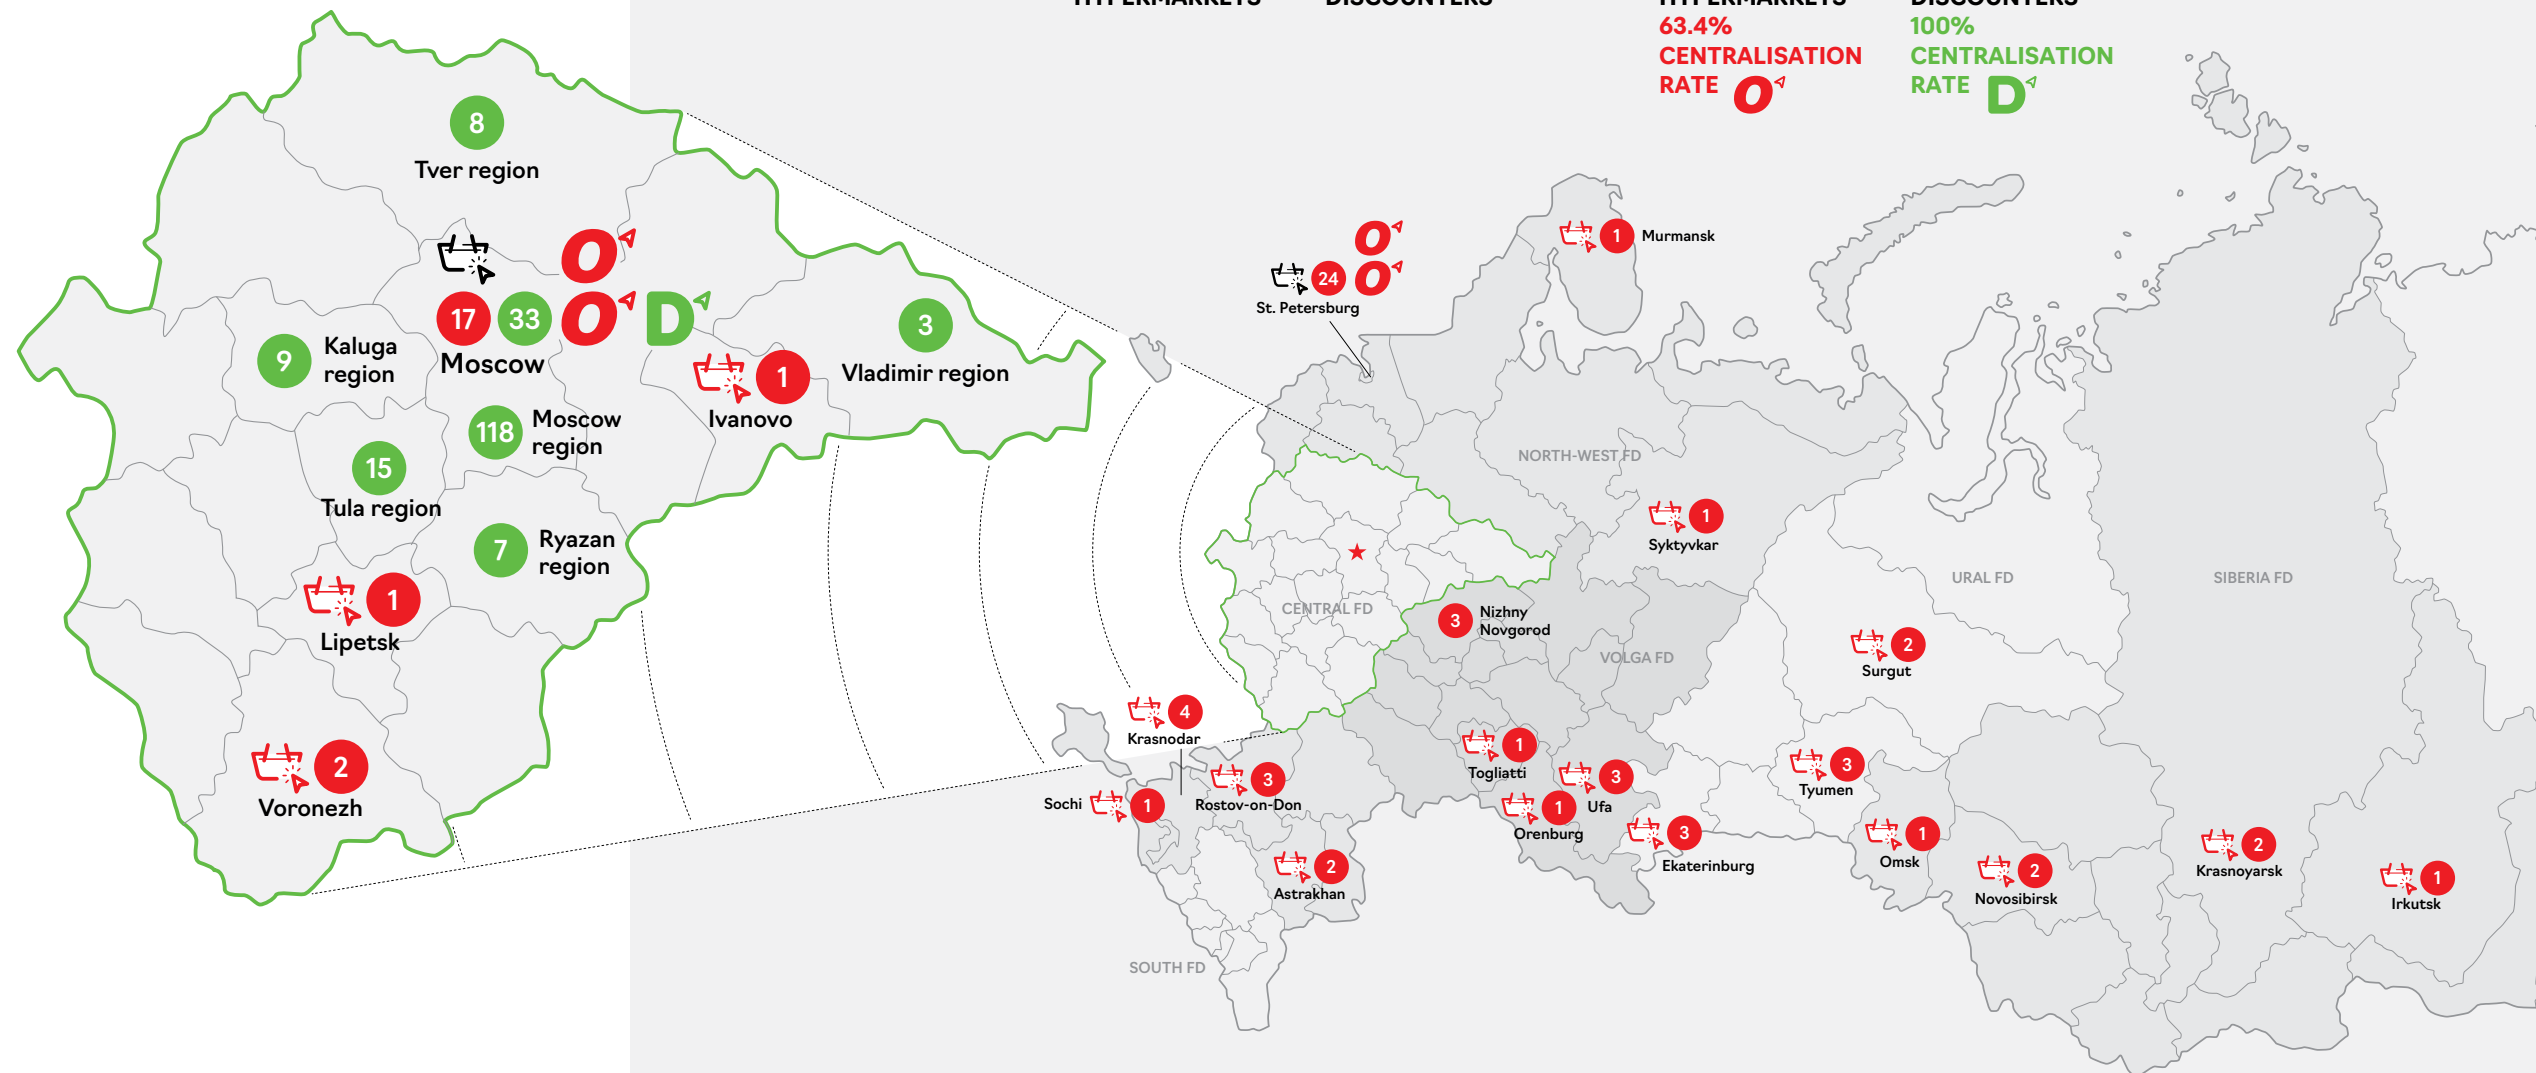 HYPERMARKETS
DISCOUNTERS
HYPERMARKETS
63.4%
CENTRALISATION
RATE O
DISCOUNTERS
100%
CENTRALISATION
RATE D
8
Tver region
O
17 33 O D
Moscow
9
Kaluga
region
3
Vladimir region
1
Ivanovo
118
Moscow
region
15
Tula region
7
Ryazan
region
1
Lipetsk
2
Voronezh
O
24 O
St. Petersburg
1 Murmansk
NORTH-WEST FD
1
Syktyvkar
CENTRAL FD
3
Nizhny
Novgorod
VOLGA FD
URAL FD
SIBERIA FD
2
Surgut
4
Krasnodar
Sochi 1
3
Rostov-on-Don
2
Astrakhan
SOUTH FD
1
Togliatti
3
Ufa
1
Orenburg
3
Ekaterinburg
3
Tyumen
1
Omsk
2
Novosibirsk
2
Krasnoyarsk
1
Irkutsk